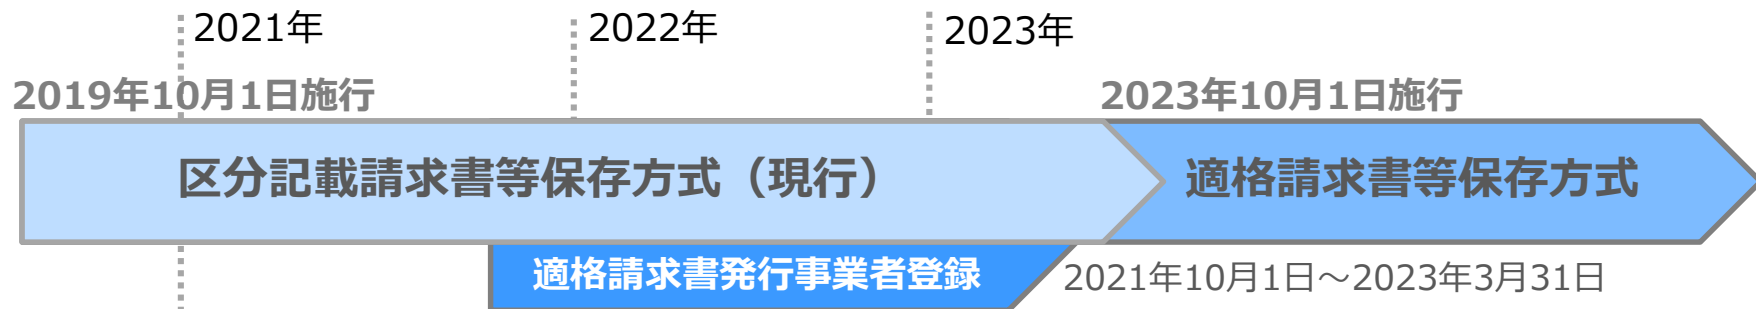 2021年
2022年
2023年
2019年10月1日施行
2023年10月1日施行
区分記載請求書等保存方式（現行）
適格請求書等保存方式
適格請求書発行事業者登録
2021年10月1日～2023年3月31日